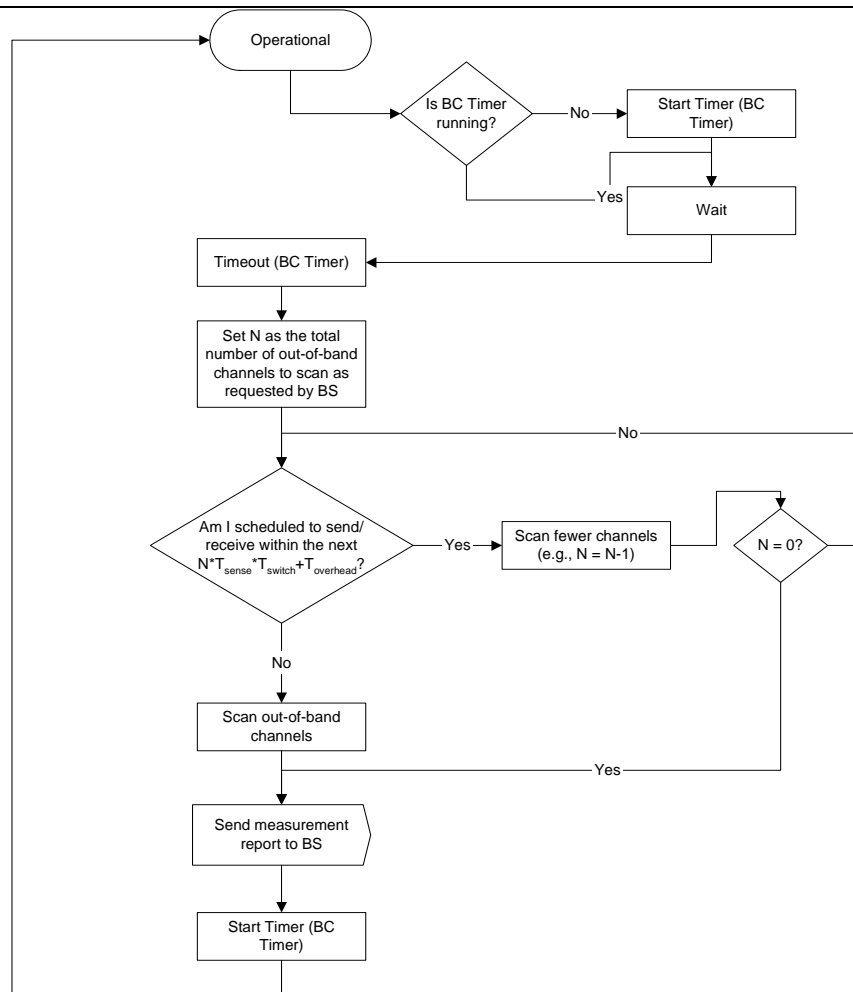 Operational
Is BC Timer
running?
No
Start Timer (BC
Timer)
Yes
Wait
Timeout (BC Timer)
Set N as the total
number of out-of-band
channels to scan as
requested by BS
No
Am I scheduled to send/
receive within the next
N*Tsense*Tswitch+Toverhead?
Yes
Scan fewer channels
(e.g., N = N-1)
N = 0?
No
Scan out-of-band
channels
Yes
Send measurement
report to BS
Start Timer (BC
Timer)